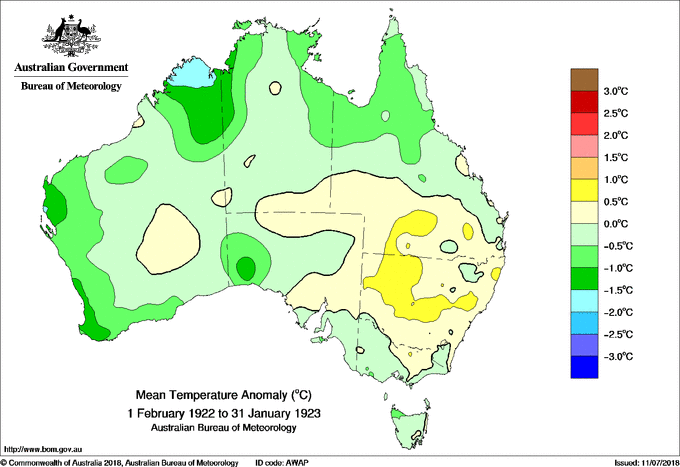 Australian Government
Bureau of Meteorology
3.0°C
2.5°C
2.0°C
1.5°C
1.0°C
0.5°C
0.0°C
-0.5°C
-1.0°C
-1.5°C
-2.0°C
-2.5°C
-3.0°C
Mean Temperature Anomaly (°C)
1 February 1922 to 31 January 1923
Australian Bureau of Meteorology
http://www.bom.gov.au
© Commonwealth of Australia 2018, Australian Bureau of Meteorology ID code: AWAP Issued: 11/07/2018